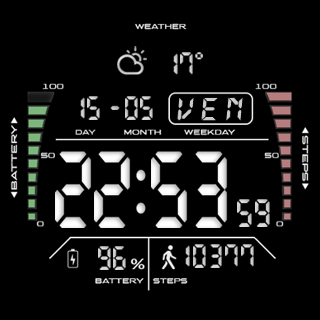 WEATHER
17°
100 100
15 -05 VEN
DAY MONTH WEEKDAY
BATTERY 50 50 STEPS
22:53 59
0 0
96 % 10377
BATTERY STEPS